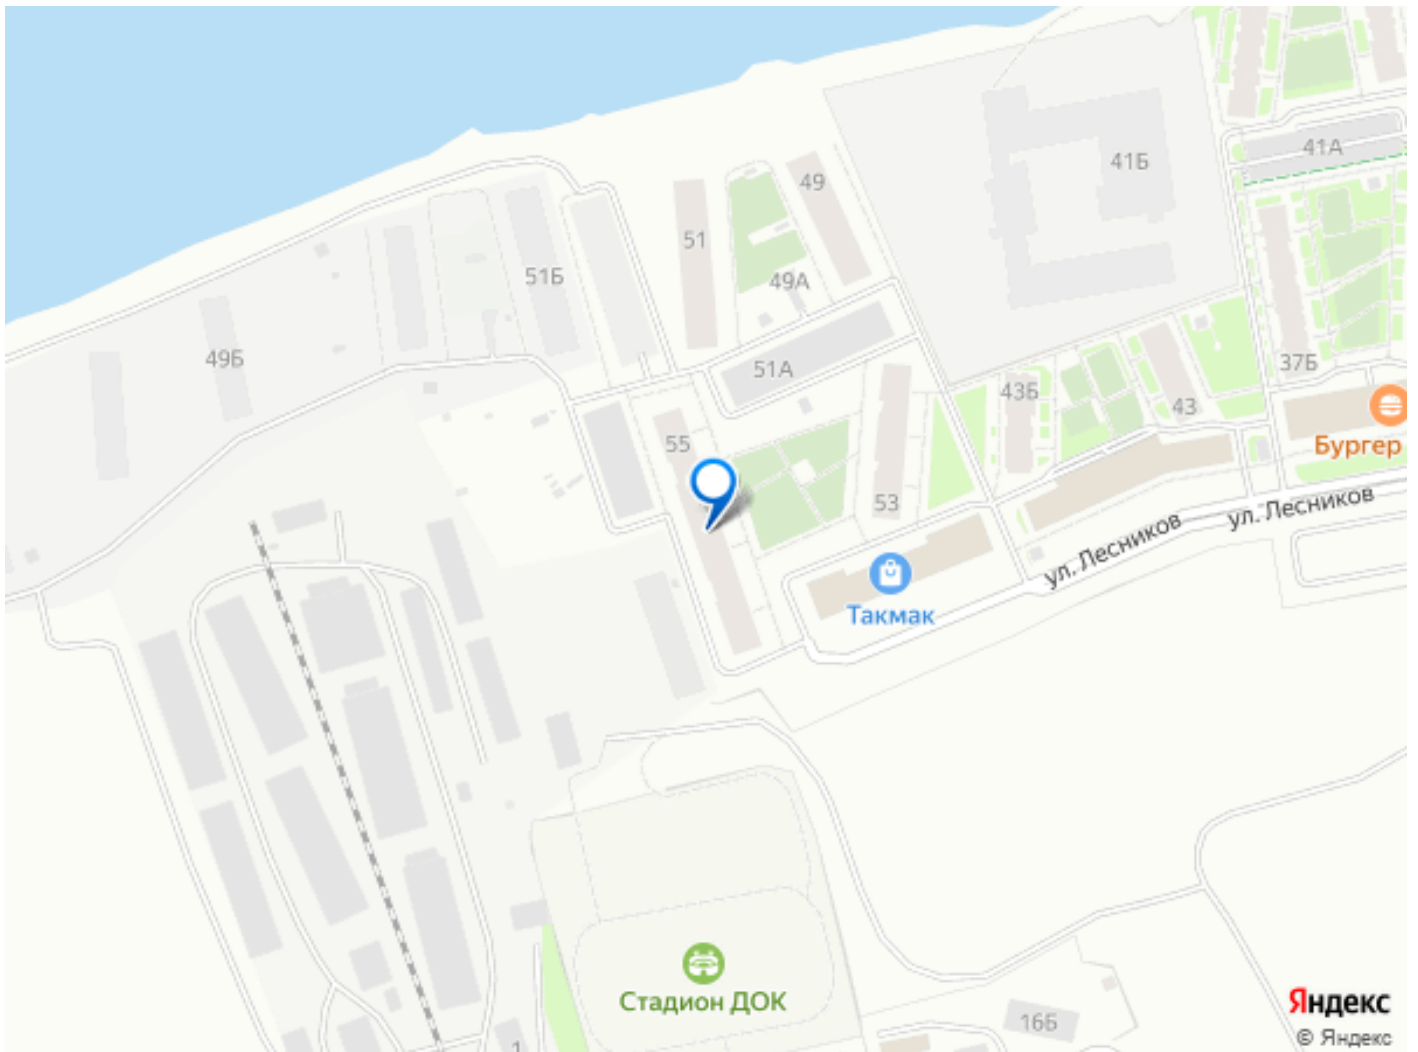 41А
41Б
49
51
49А
51Б
49Б
51А
37Б
43Б
43
Бургер
55
53
ул. Лесников
ул. Лесников
Такмак
Стадион ДОК
16Б
1
Яндекс
© Яндекс